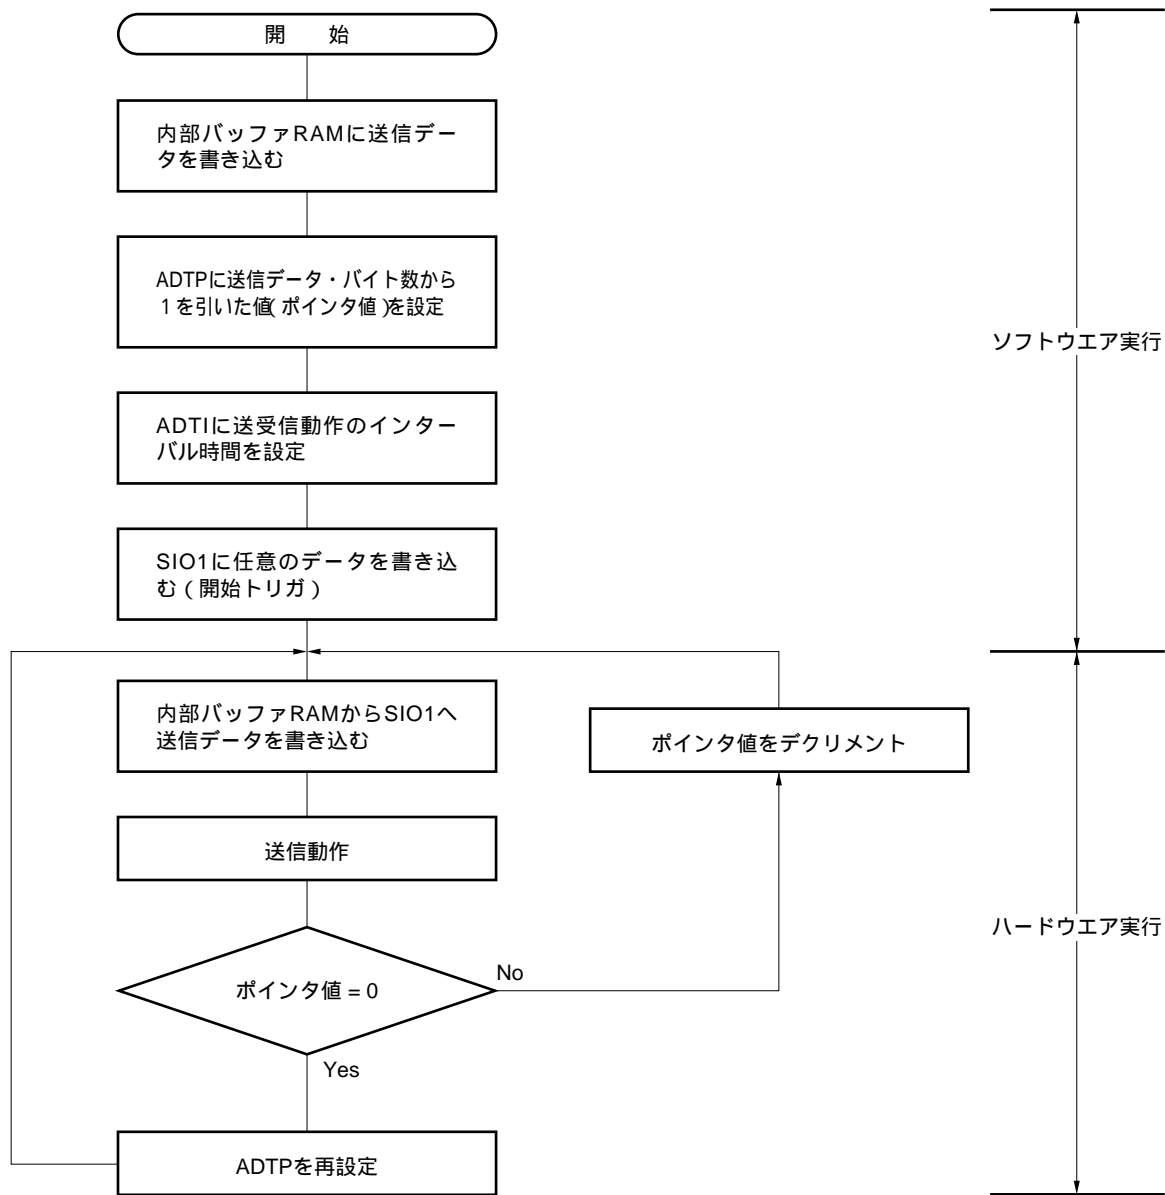 開 始
内部バッファRAMに送信デー
タを書き込む
ADTPに送信データ・バイト数から
1を引いた値(ポインタ値)を設定
ADTIに送受信動作のインター
バル時間を設定
SIO1に任意のデータを書き込
む(開始トリガ)
ソフトウエア実行
内部バッファRAMからSIO1へ
送信データを書き込む
ポインタ値をデクリメント
送信動作
ポインタ値 = 0
No
Yes
ADTPを再設定
ハードウエア実行